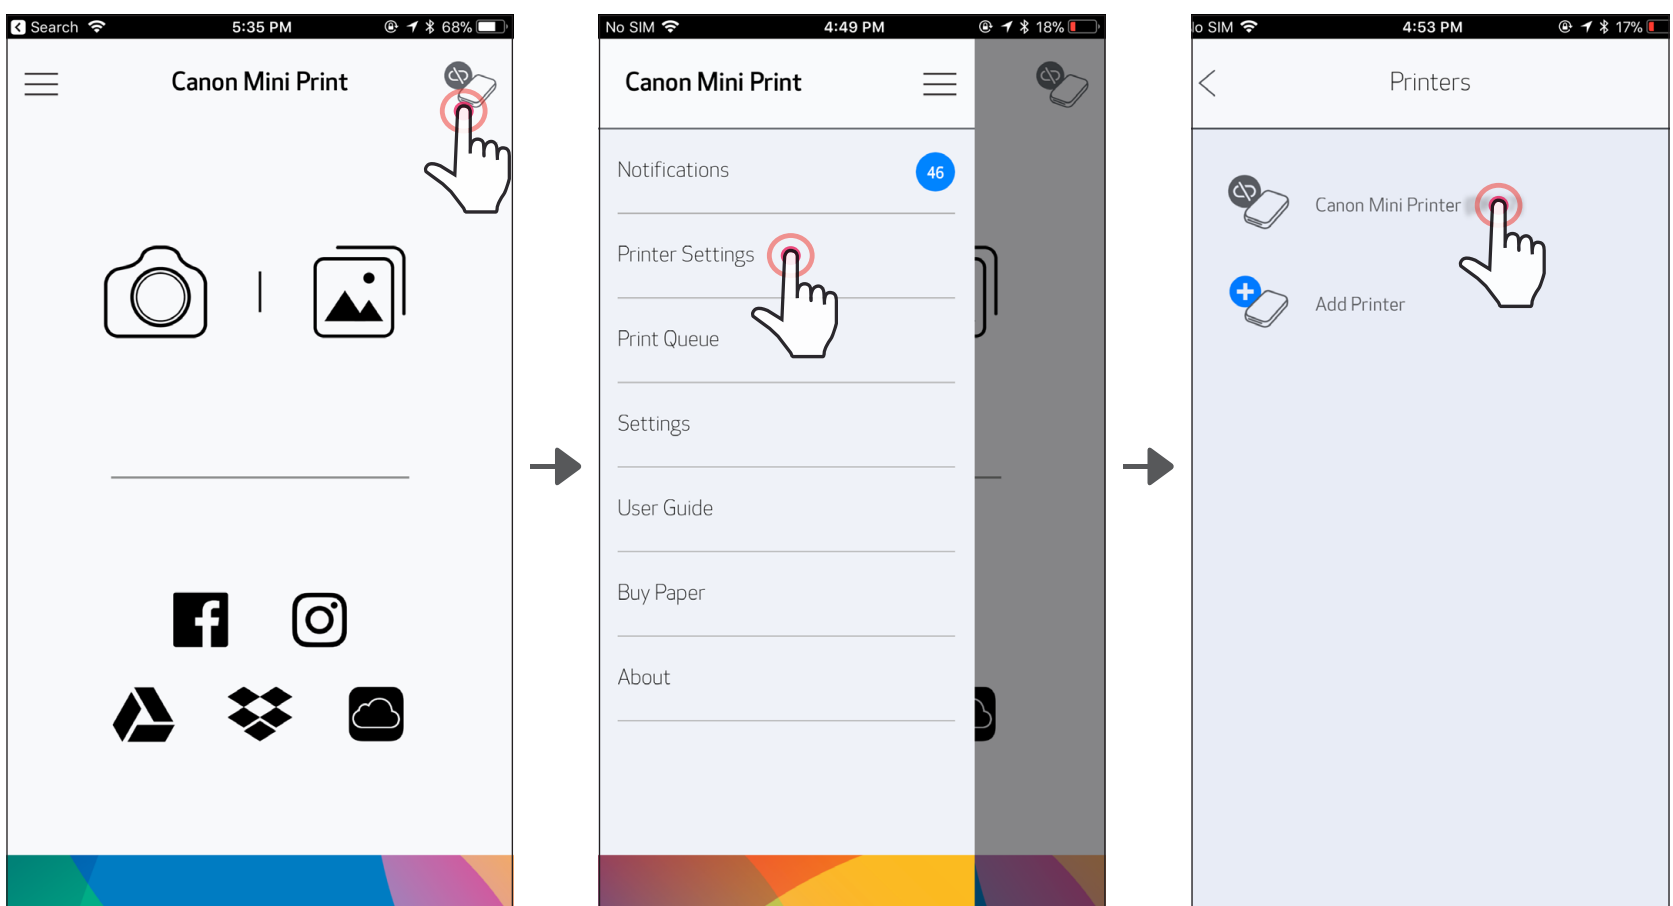 Search 5:35 PM 68%
Canon Mini Print
No SIM 4:49 PM 18%
Canon Mini Print
Notifications 46
Printer Settings
Print Queue
Settings
User Guide
Buy Paper
About
lo SIM 4:53 PM 17%
Printers
Canon Mini Printer
Add Printer